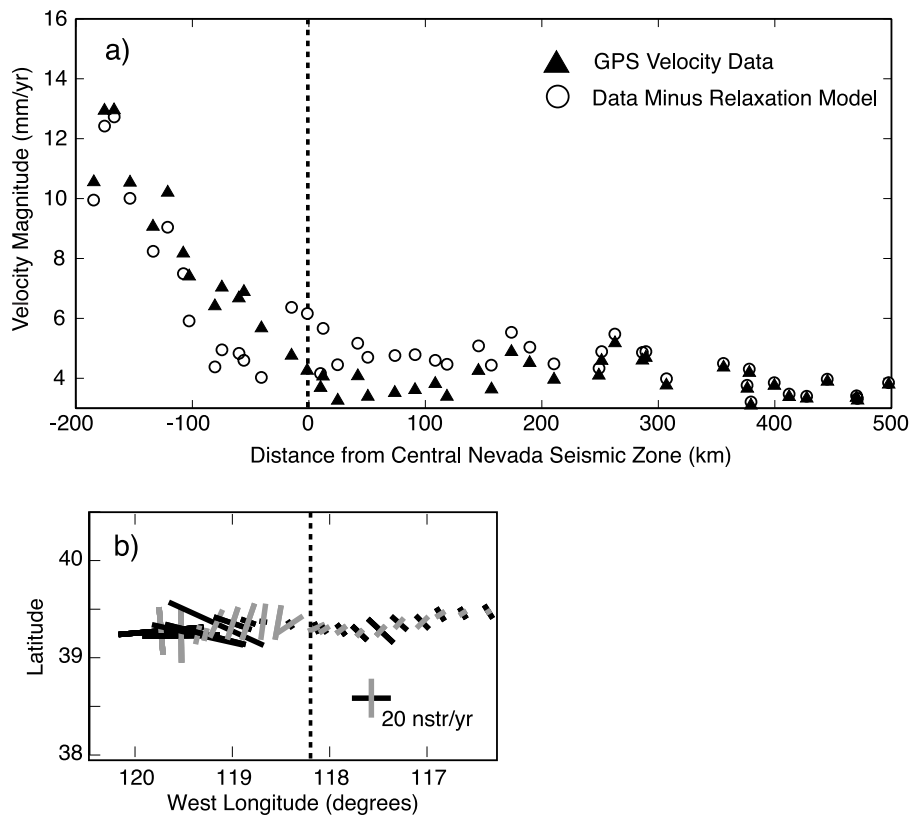 16
a)
GPS Velocity Data
14
Data Minus Relaxation Model
12
10
8
6
4
Velocity Magnitude (mm/yr)
-200 -100 0 100 200 300 400 500
Distance from Central Nevada Seismic Zone (km)
b)
40
39
38
Latitude
20 nstr/yr
120 119 118 117
West Longitude (degrees)